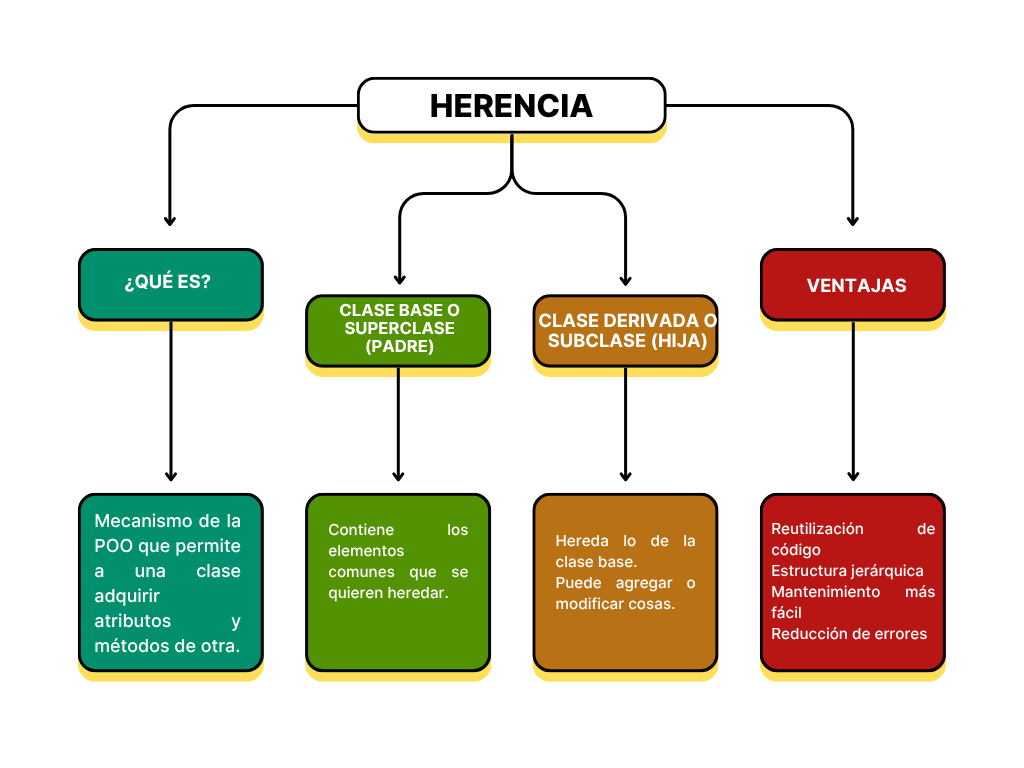 HERENCIA
¿QUÉ ES?
CLASE BASE O
SUPERCLASE
(PADRE)
CLASE DERIVADA O
SUBCLASE (HIJA)
VENTAJAS
Mecanismo de la
POO que permite
a una clase
adquirir
atributos y
métodos de otra.
Contiene los
elementos
comunes que se
quieren heredar.
Hereda lo de la
clase base.
Puede agregar o
modificar cosas.
Reutilización de
código
Estructura jerárquica
Mantenimiento más
fácil
Reducción de errores